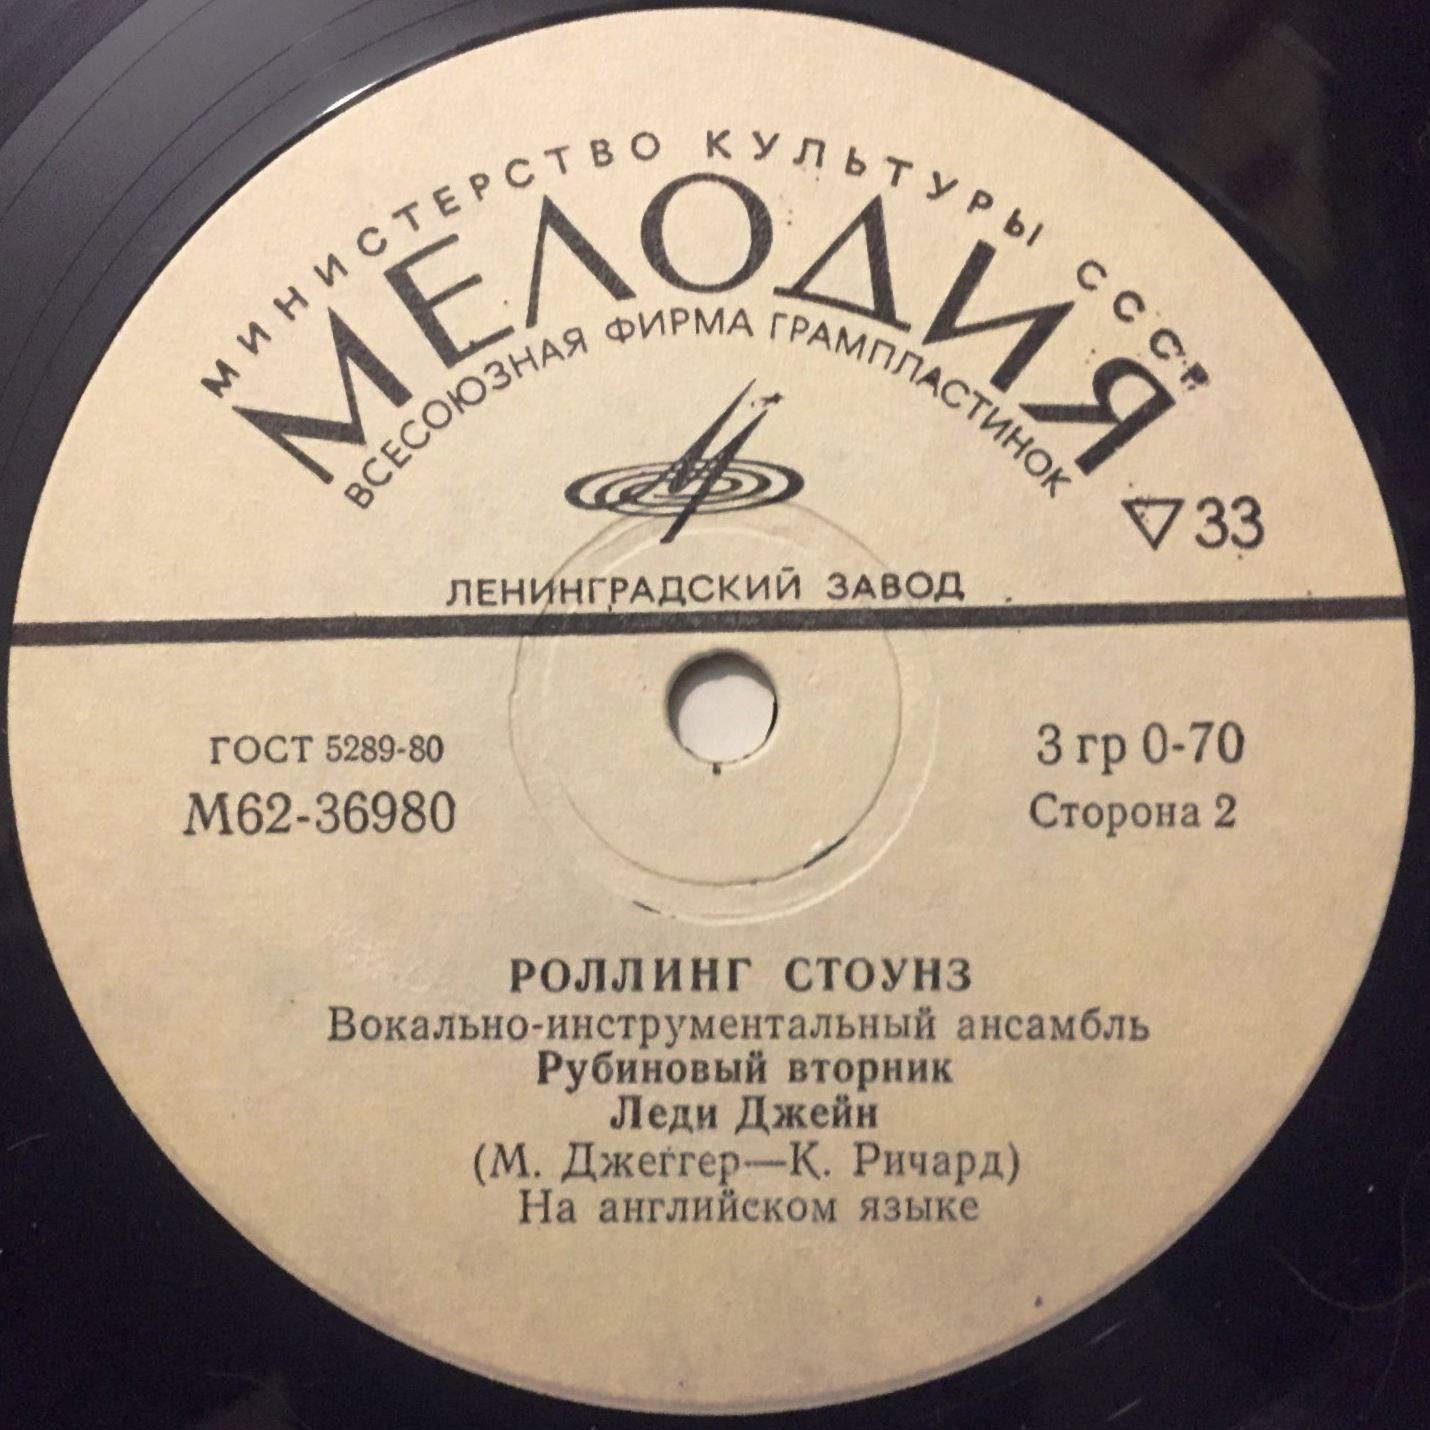 МИНИСТЕРСТВО КУЛЬТУРЫ СССР
МЕЛОДИЯ
ВСЕСОЮЗНАЯ ФИРМА ГРАМПЛАСТИНОК
33
ЛЕНИНГРАДСКИЙ ЗАВОД
ГОСТ 5289-80
М62-36980
3 гр 0-70
Сторона 2
РОЛЛИНГ СТОУНЗ
Вокально-инструментальный ансамбль
Рубиновый вторник
Леди Джейн
(М. Джеггер—К. Ричард)
На английском языке